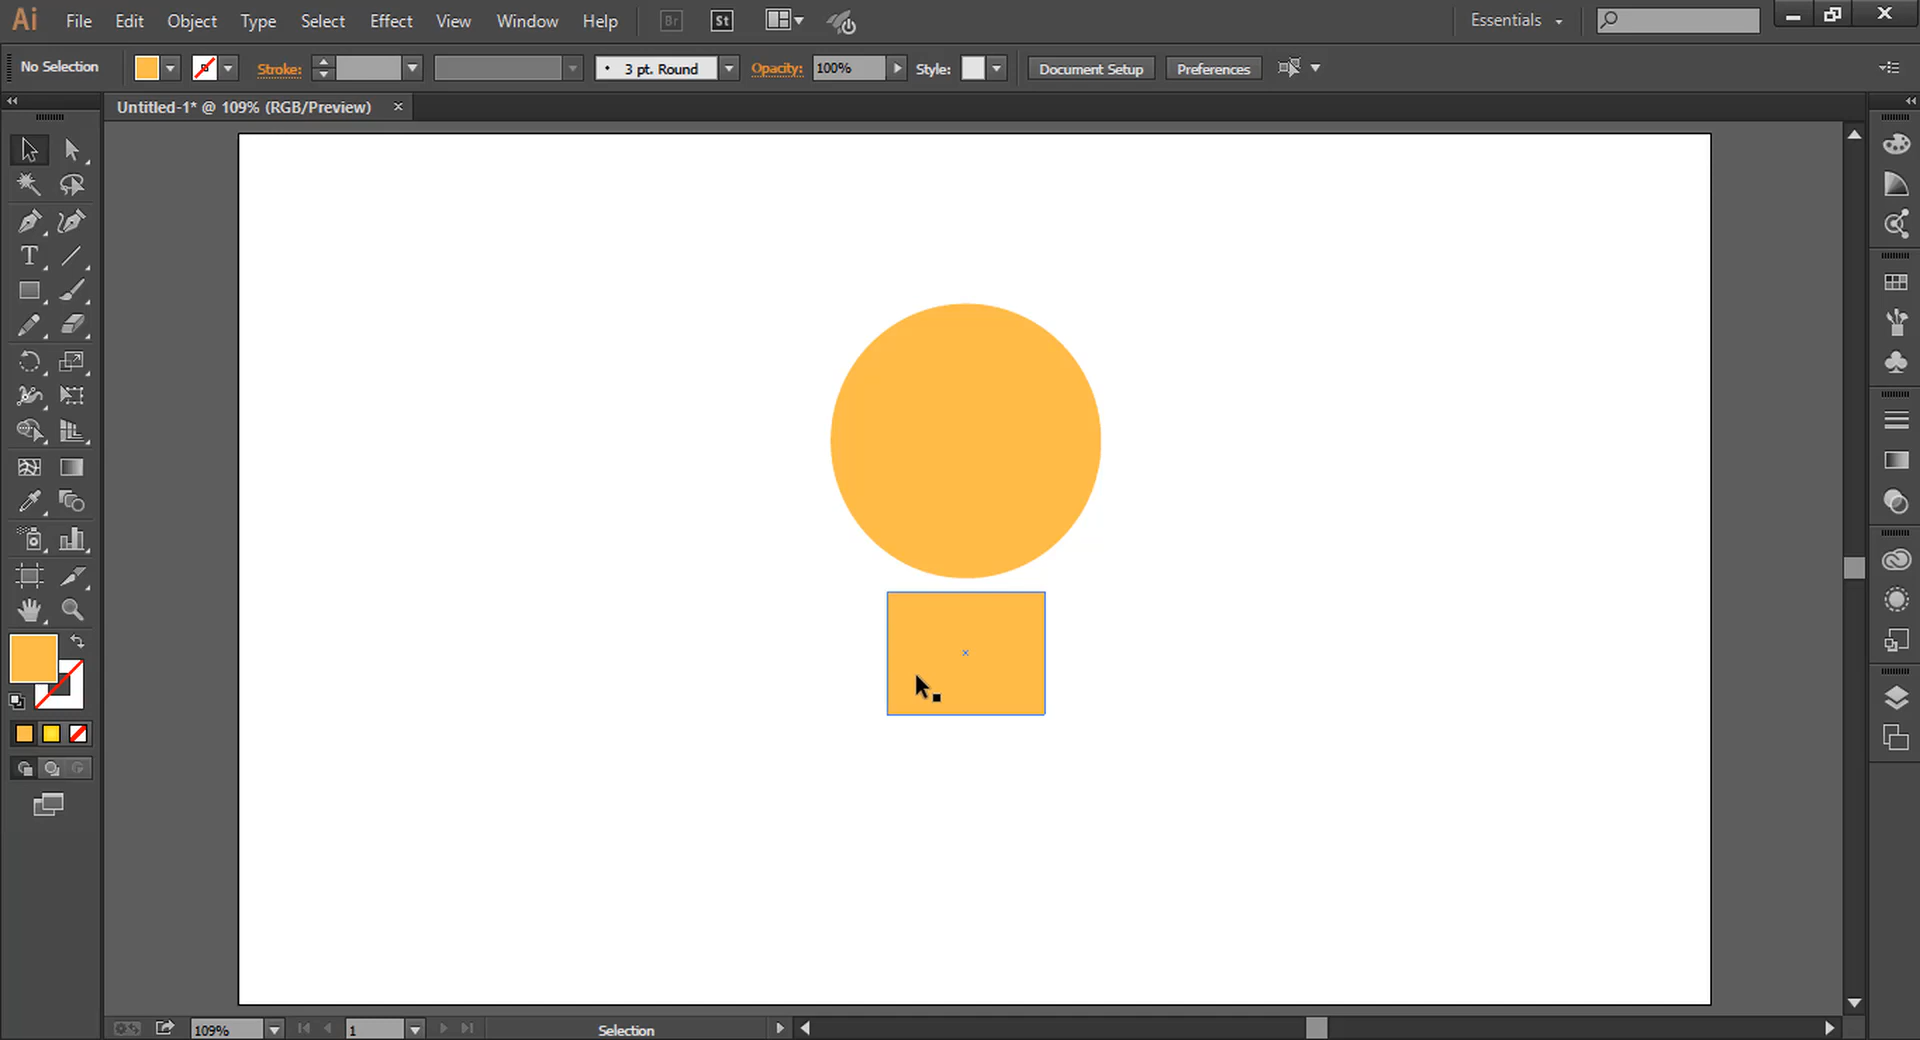 Ai File Edit Object Type Select Effect View Window Help Br St Essentials
No Selection Stroke: • 3 pt. Round Opacity: 100% Style: Document Setup Preferences
Untitled-1* @ 109% (RGB/Preview) ×
T
109% 1 Selection